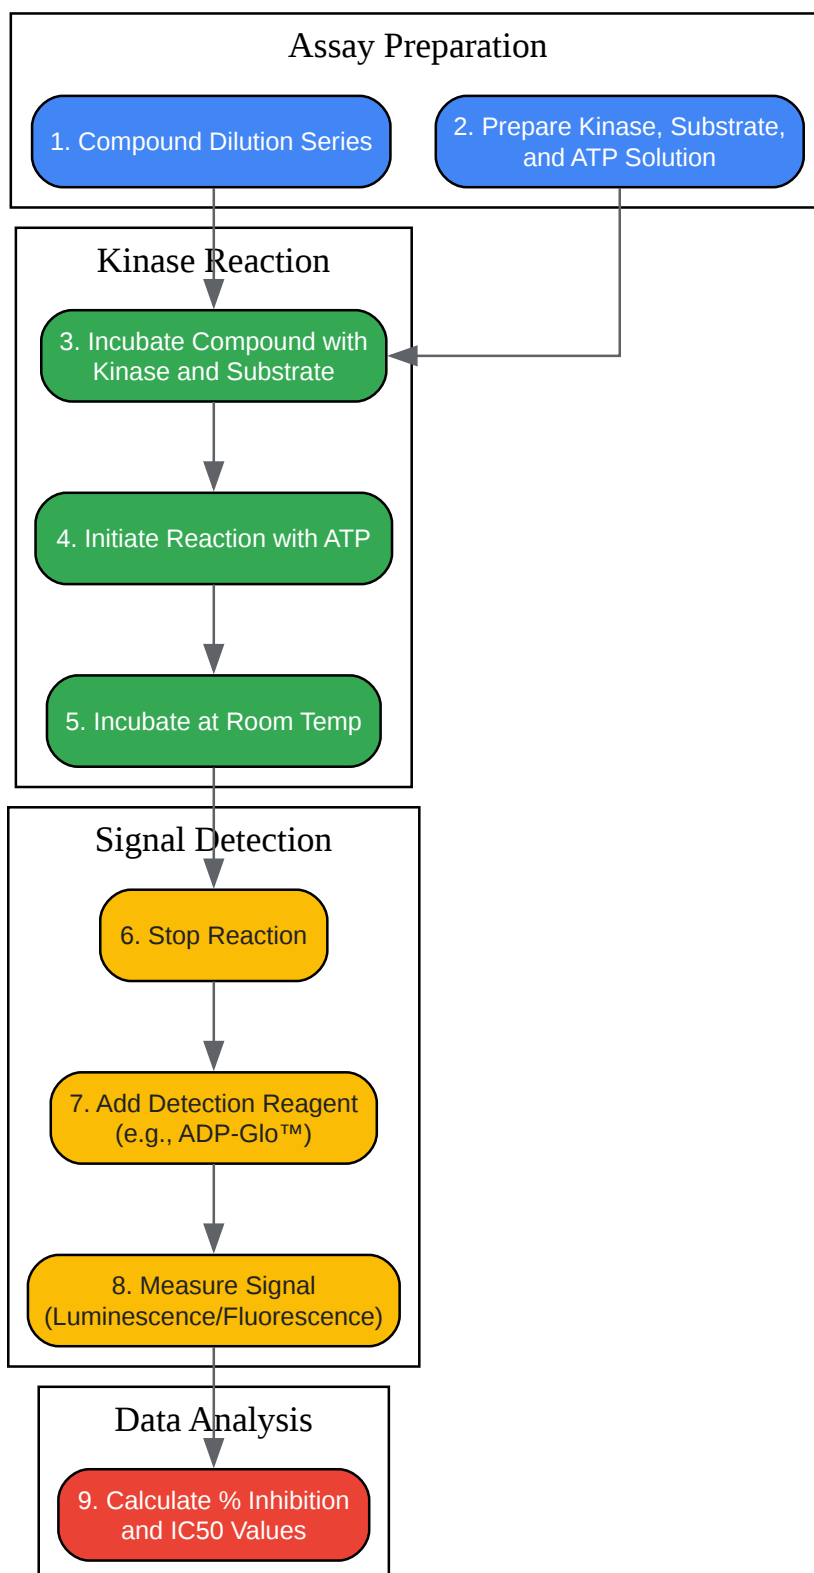 Assay Preparation
1. Compound Dilution Series
2. Prepare Kinase, Substrate,
and ATP Solution
Kinase Reaction
3. Incubate Compound with
Kinase and Substrate
4. Initiate Reaction with ATP
5. Incubate at Room Temp
Signal Detection
6. Stop Reaction
7. Add Detection Reagent
(e.g., ADP-Glo™)
8. Measure Signal
(Luminescence/Fluorescence)
Data Analysis
9. Calculate % Inhibition
and IC50 Values